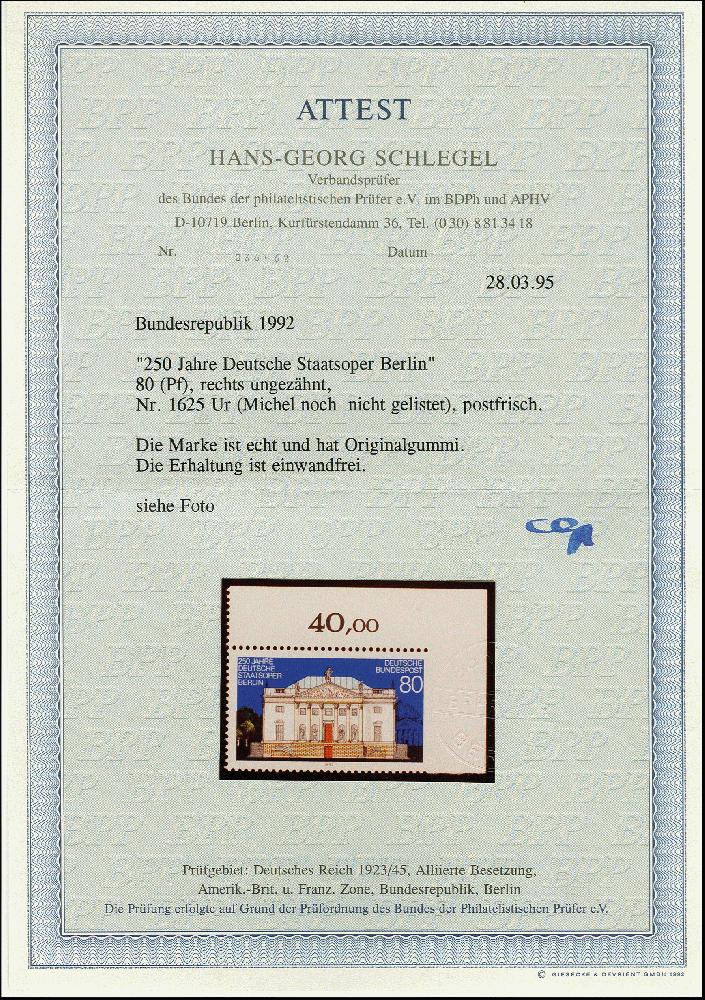 ATTEST
HANS-GEORG SCHLEGEL
Verbandsprüfer
des Bundes der philatelistischen Prüfer e.V. im BDPh und APHV
D-10719 Berlin, Kurfürstendamm 36, Tel. (030) 881 34 18
Nr. Datum
28.03.95
Bundesrepublik 1992
"250 Jahre Deutsche Staatsoper Berlin"
80 (Pf), rechts ungezähnt,
Nr. 1625 Ur (Michel noch nicht gelistet), postfrisch.
Die Marke ist echt und hat Originalgummi.
Die Erhaltung ist einwandfrei.
siehe Foto
40,00
250 JAHRE
DEUTSCHE
STAATSOPER
BERLIN
DEUTSCHE
BUNDESPOST
80
Prüfgebiet: Deutsches Reich 1923/45, Alliierte Besetzung,
Amerik.-Brit. u. Franz. Zone, Bundesrepublik, Berlin
Die Prüfung erfolgte auf Grund der Prüfordnung des Bundes der Philatelistischen Prüfer e.V.
© GIESECKE & DEVRIENT GMBH 1992